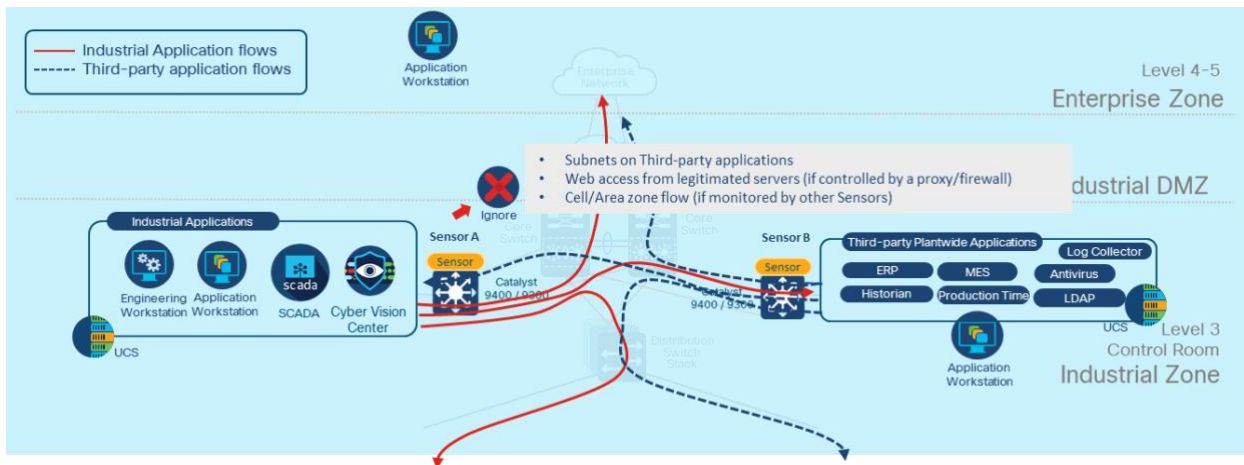 Industrial Application flows
Third-party application flows
Application
Workstation
Enterprise
Network
Level 4-5
Enterprise Zone
• Subnets on Third-party applications
• Web access from legitimated servers (if controlled by a proxy/firewall)
• Cell/Area zone flow (if monitored by other Sensors)
dustrial DMZ
Ignore
Core
Switch
Core
Switch
Industrial Applications
Engineering
Workstation
Application
Workstation
scada
SCADA
Cyber Vision
Center
UCS
Sensor A
Sensor
Catalyst
9400 / 9300
Sensor B
Sensor
Catalyst
9400 / 9300
Third-party Plantwide Applications
Log Collector
ERP
MES
Antivirus
Historian
Production Time
LDAP
UCS
Application
Workstation
Distribution
Switch
Stack
Level 3
Control Room
Industrial Zone